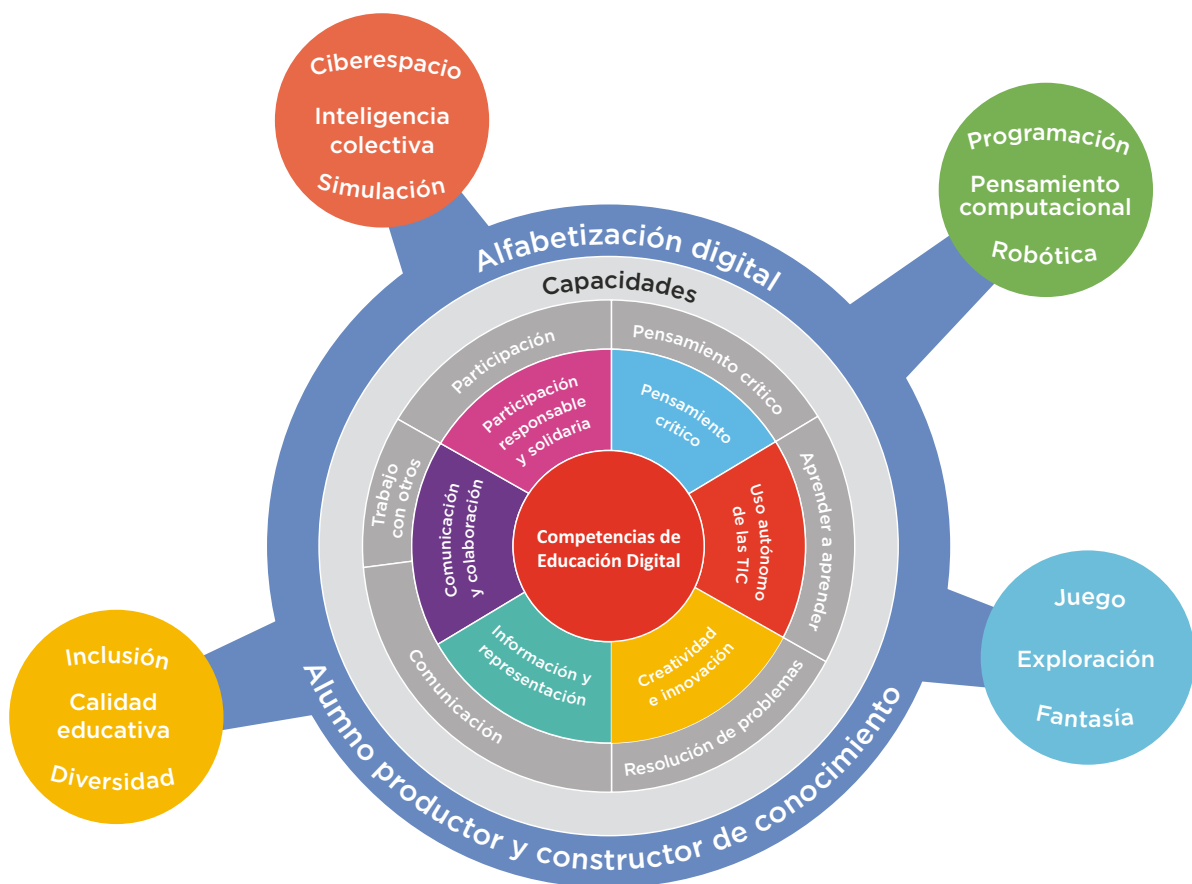 Ciberespacio
Inteligencia
colectiva
Simulación
Programación
Pensamiento
computacional
Robótica
Alfabetización digital
Capacidades
Participación
Pensamiento crítico
Trabajo
con otros
Aprender a aprender
Comunicación
Resolución de problemas
Participación
responsable
y solidaria
Pensamiento
crítico
Comunicación
y colaboración
Uso autónomo
de las TIC
Información y
representación
Creatividad
e innovación
Competencias de
Educación Digital
Inclusión
Calidad
educativa
Diversidad
Juego
Exploración
Fantasía
Alumno productor y constructor de conocimiento